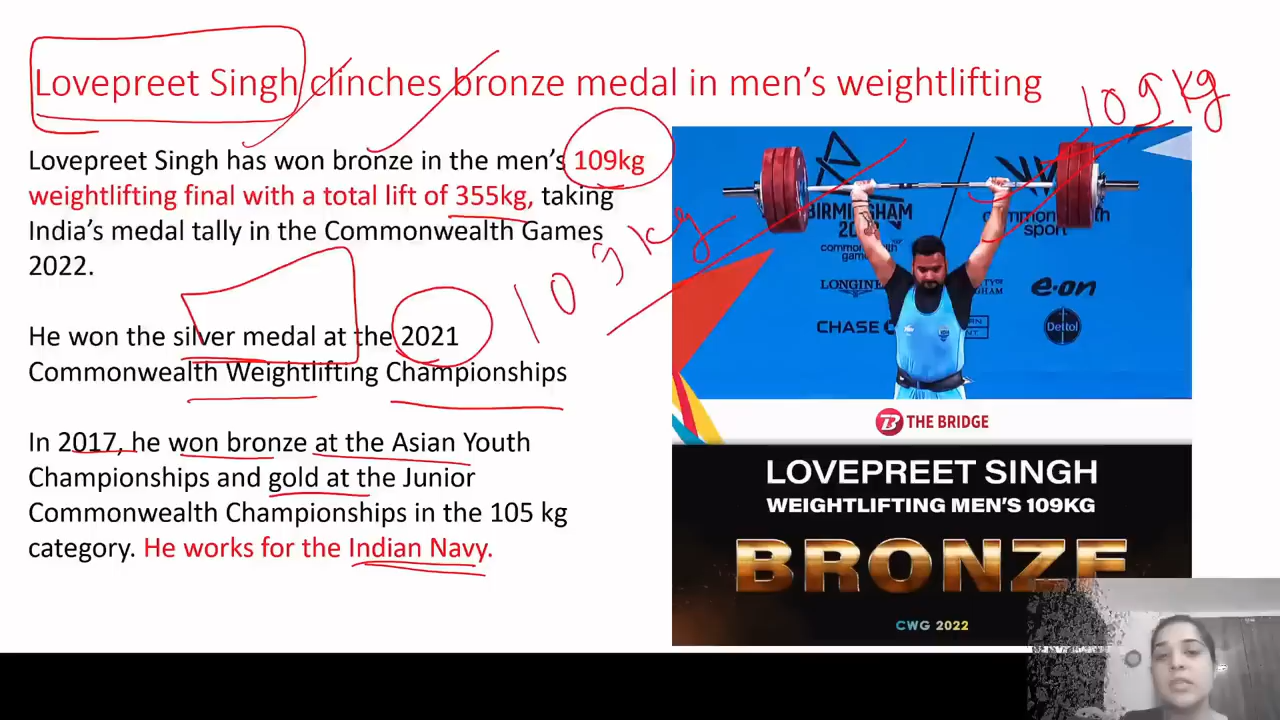 Lovepreet Singh clinches bronze medal in men's weightlifting
109kg
Lovepreet Singh has won bronze in the men's 109kg
weightlifting final with a total lift of 355kg, taking
India's medal tally in the Commonwealth Games
2022.
109kg
He won the silver medal at the 2021
Commonwealth Weightlifting Championships
In 2017, he won bronze at the Asian Youth
Championships and gold at the Junior
Commonwealth Championships in the 105 kg
category. He works for the Indian Navy.
BIRMINGHAM
commonwealth
commonwealth
sport
LONGINES
e·on
CHASE
Dettol
B THE BRIDGE
LOVEPREET SINGH
WEIGHTLIFTING MEN'S 109KG
BRONZE
CWG 2022